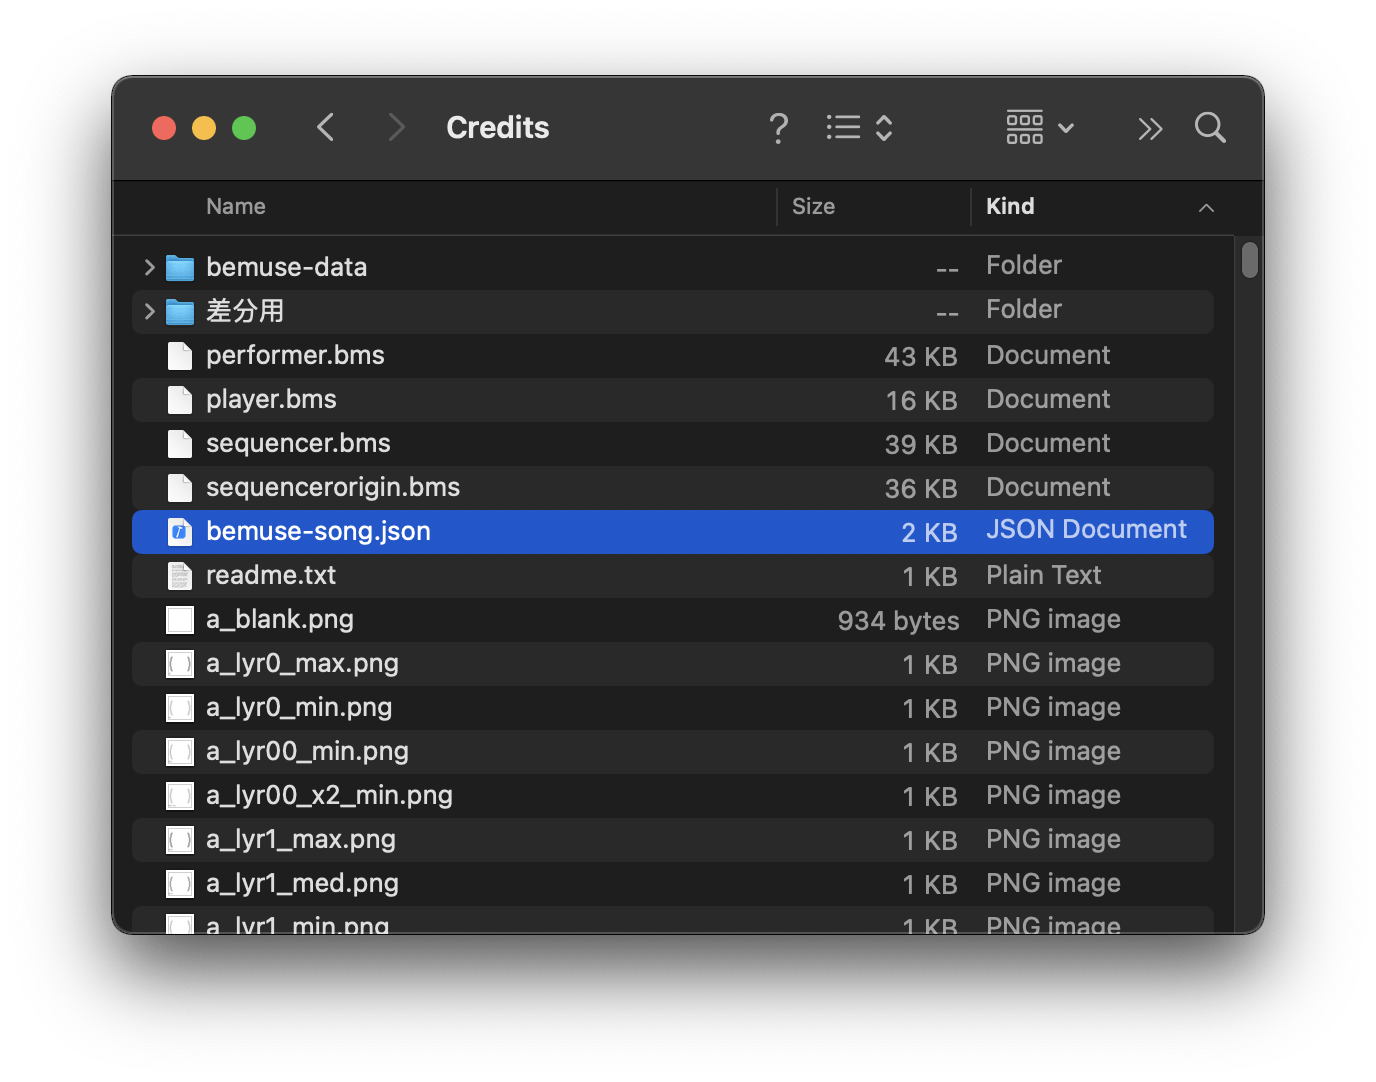 Credits
Name Size Kind
bemuse-data -- Folder
差分用 -- Folder
performer.bms 43 KB Document
player.bms 16 KB Document
sequencer.bms 39 KB Document
sequencerorigin.bms 36 KB Document
bemuse-song.json 2 KB JSON Document
readme.txt 1 KB Plain Text
a_blank.png 934 bytes PNG image
a_lyr0_max.png 1 KB PNG image
a_lyr0_min.png 1 KB PNG image
a_lyr00_min.png 1 KB PNG image
a_lyr00_x2_min.png 1 KB PNG image
a_lyr1_max.png 1 KB PNG image
a_lyr1_med.png 1 KB PNG image
a_lyr1_min.png 1 KB PNG image